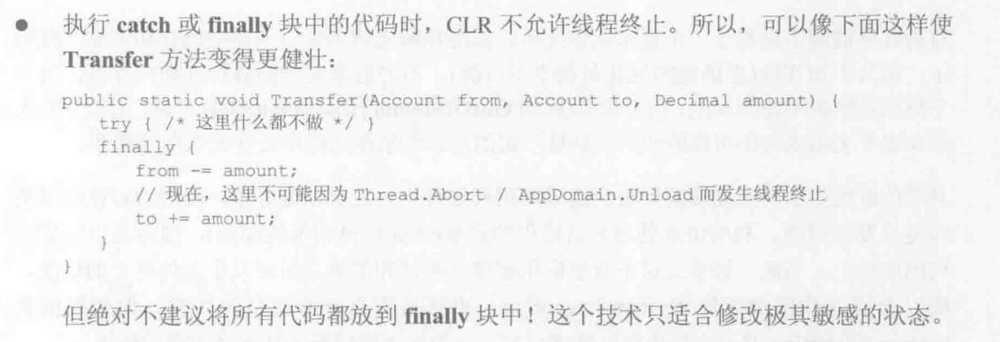 ● 执行 catch 或 finally 块中的代码时，CLR 不允许线程终止。所以，可以像下面这样使
Transfer 方法变得更健壮：
public static void Transfer(Account from, Account to, Decimal amount) {
try { /* 这里什么都不做 */ }
finally {
from -= amount;
// 现在，这里不可能因为 Thread.Abort / AppDomain.Unload 而发生线程终止
to += amount;
}
}
但绝对不建议将所有代码都放到 finally 块中！这个技术只适合修改极其敏感的状态。